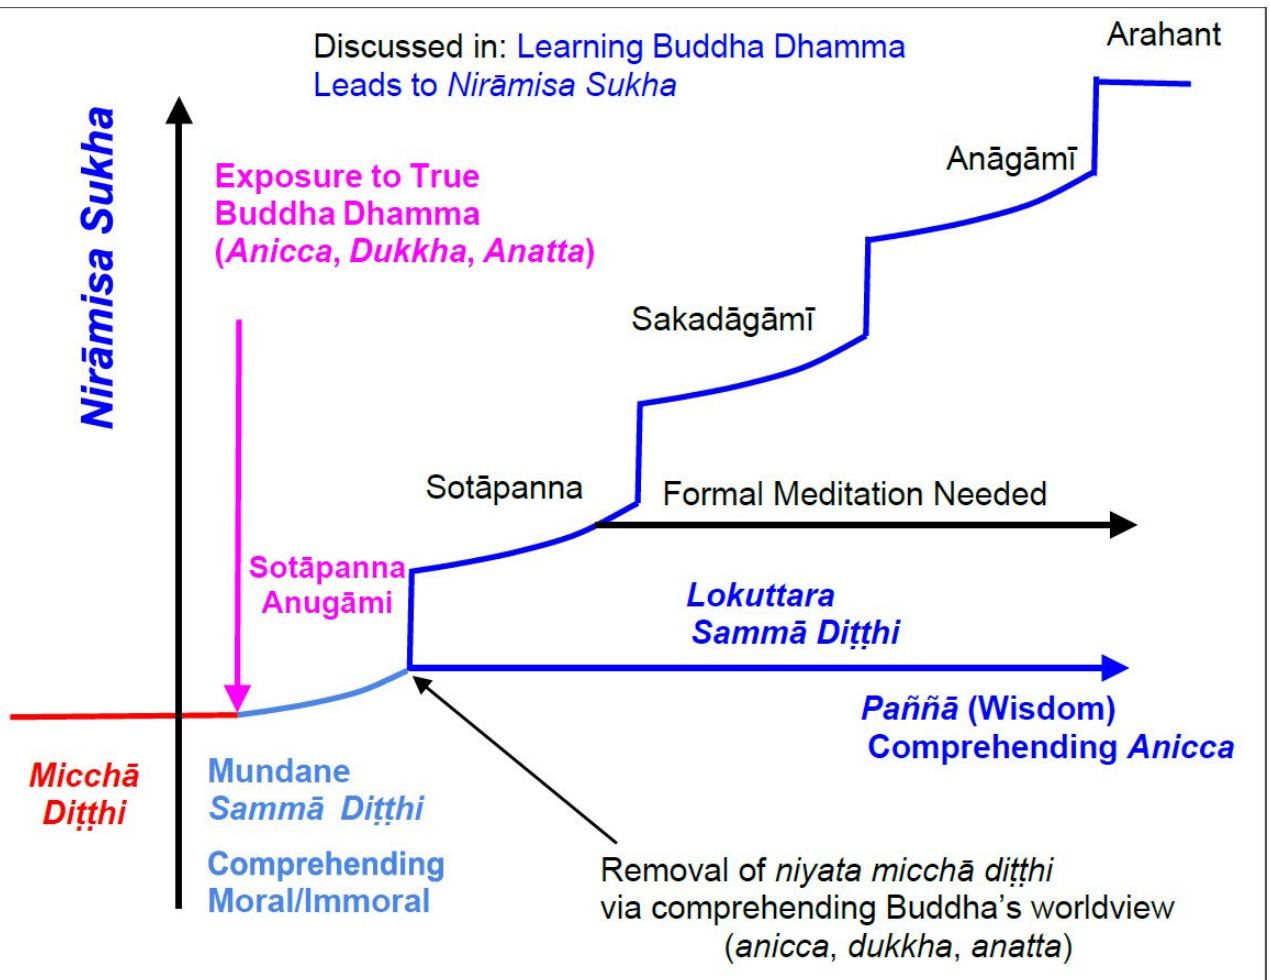 Discussed in: Learning Buddha Dhamma
Leads to Nirāmisa Sukha
Arahant
Nirāmisa Sukha
Exposure to True
Buddha Dhamma
(Anicca, Dukkha, Anatta)
Anāgāmī
Sakadāgāmī
Sotāpanna
Formal Meditation Needed
Sotāpanna
Anugāmi
Lokuttara
Sammā Diṭṭhi
Paññā (Wisdom)
Comprehending Anicca
Micchā
Diṭṭhi
Mundane
Sammā Diṭṭhi
Comprehending
Moral/Immoral
Removal of niyata micchā diṭṭhi
via comprehending Buddha’s worldview
(anicca, dukkha, anatta)